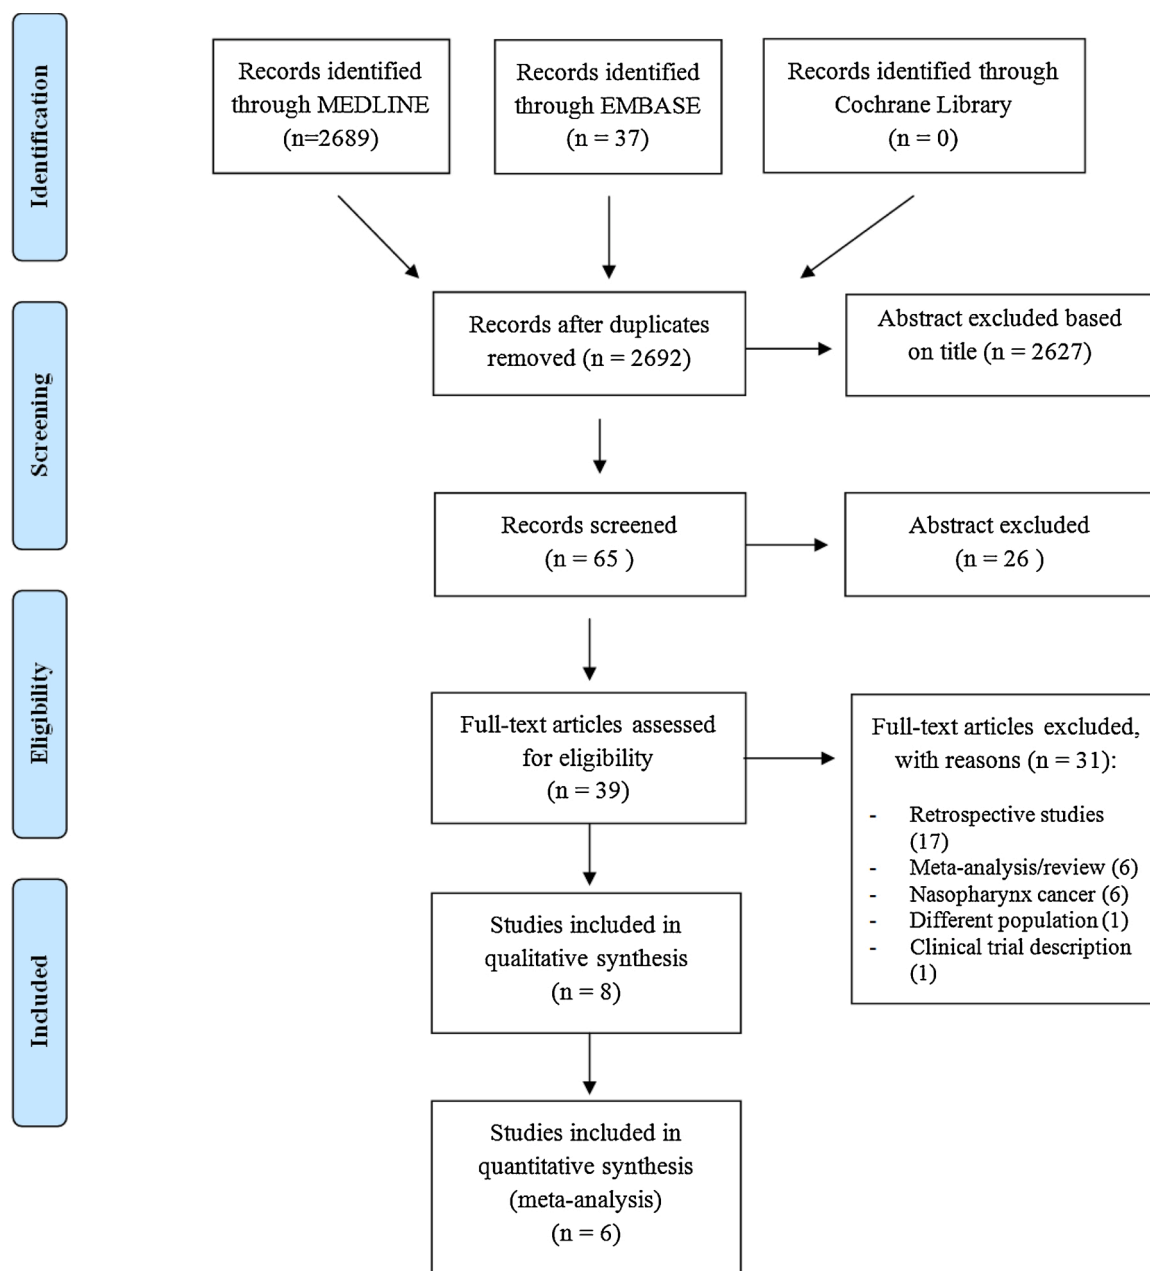 Identification
Records identified
through MEDLINE
(n=2689)
Records identified
through EMBASE
(n = 37)
Records identified through
Cochrane Library
(n = 0)
Screening
Records after duplicates
removed (n = 2692)
Abstract excluded based
on title (n = 2627)
Records screened
(n = 65 )
Abstract excluded
(n = 26 )
Eligibility
Full-text articles assessed
for eligibility
(n = 39)
Full-text articles excluded,
with reasons (n = 31):
- Retrospective studies
(17)
- Meta-analysis/review (6)
- Nasopharynx cancer (6)
- Different population (1)
- Clinical trial description
(1)
Included
Studies included in
qualitative synthesis
(n = 8)
Studies included in
quantitative synthesis
(meta-analysis)
(n = 6)